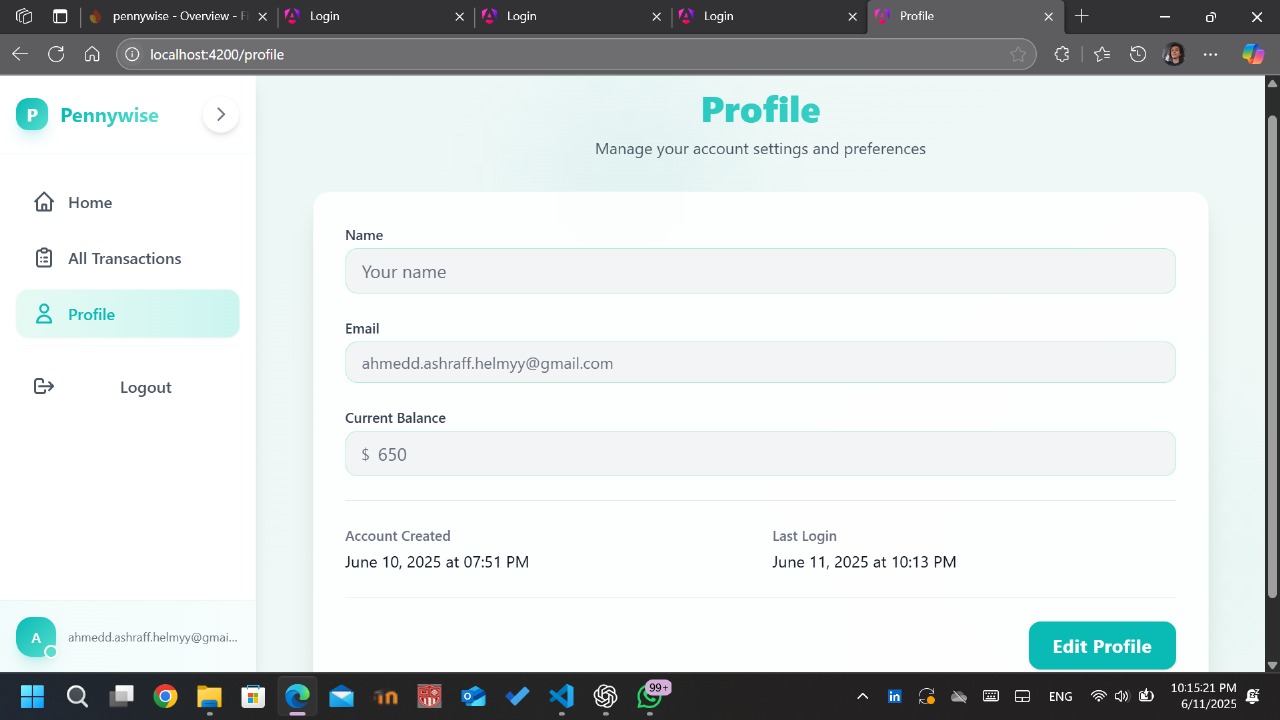 pennywise - Overview - Fi
Login
Login
Login
Profile
localhost:4200/profile
P
Pennywise
Home
All Transactions
Profile
Logout
A
ahmedd.ashraff.helmyy@gmai...
Profile
Manage your account settings and preferences
Name
Your name
Email
ahmedd.ashraff.helmyy@gmail.com
Current Balance
$ 650
Account Created
June 10, 2025 at 07:51 PM
Last Login
June 11, 2025 at 10:13 PM
Edit Profile
99+
ENG
10:15:21 PM
6/11/2025